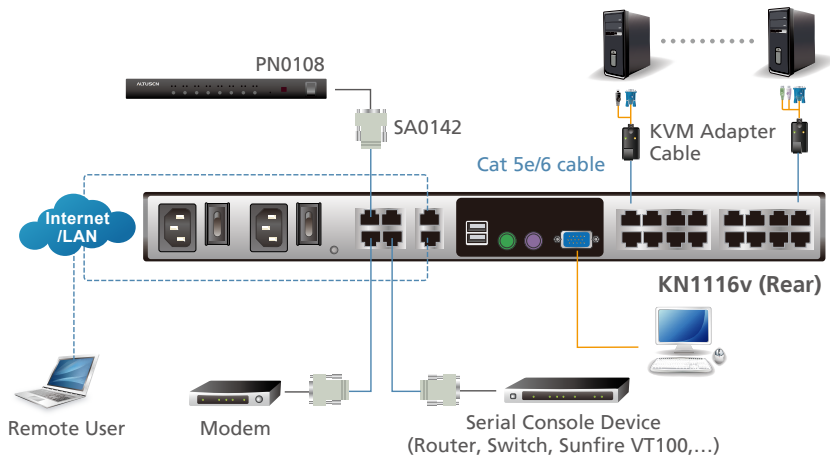 PN0108
ALTUSEN
SA0142
KVM Adapter
Cable
Cat 5e/6 cable
Internet
/LAN
KN1116v (Rear)
Remote User
Modem
Serial Console Device
(Router, Switch, Sunfire VT100,...)